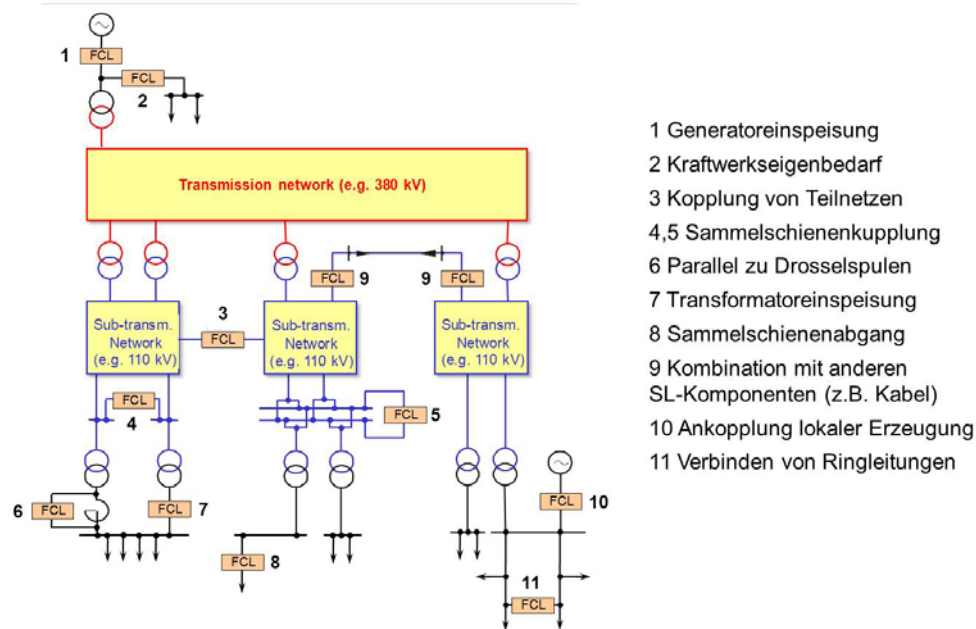 1 FCL
FCL
2
Transmission network (e.g. 380 kV)
FCL 9
9 FCL
3
FCL
Sub-transm.
Network
(e.g. 110 kV)
Sub-transm.
Network
(e.g. 110 kV)
Sub-transm.
Network
(e.g. 110 kV)
FCL
4
FCL 5
6 FCL
FCL 7
FCL 8
FCL 10
11
FCL
1 Generatoreinspeisung
2 Kraftwerkseigenbedarf
3 Kopplung von Teilnetzen
4,5 Sammelschienenkupplung
6 Parallel zu Drosselspulen
7 Transformatoreinspeisung
8 Sammelschienenabgang
9 Kombination mit anderen
SL-Komponenten (z.B. Kabel)
10 Ankopplung lokaler Erzeugung
11 Verbinden von Ringleitungen